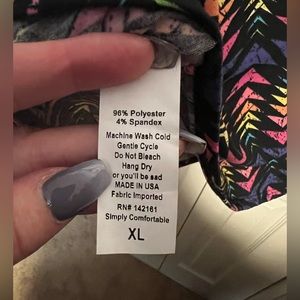 96% Polyester
4% Spandex
Machine Wash Cold
Gentle Cycle
Do Not Bleach
Hang Dry
or you'll be sad
MADE IN USA
Fabric Imported
RN# 142161
Simply Comfortable
XL